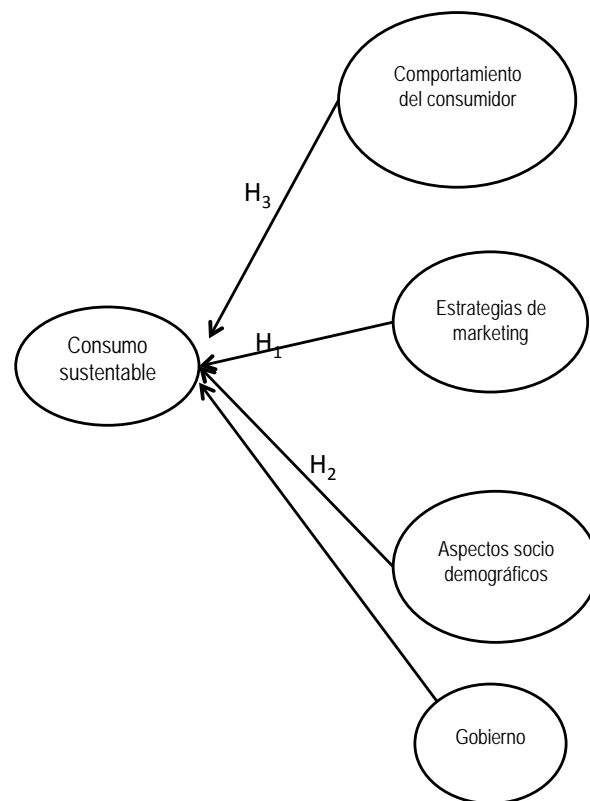 Comportamiento
del consumidor
H3
Estrategias de
marketing
H1
Consumo
sustentable
H2
Aspectos socio
demográficos
Gobierno